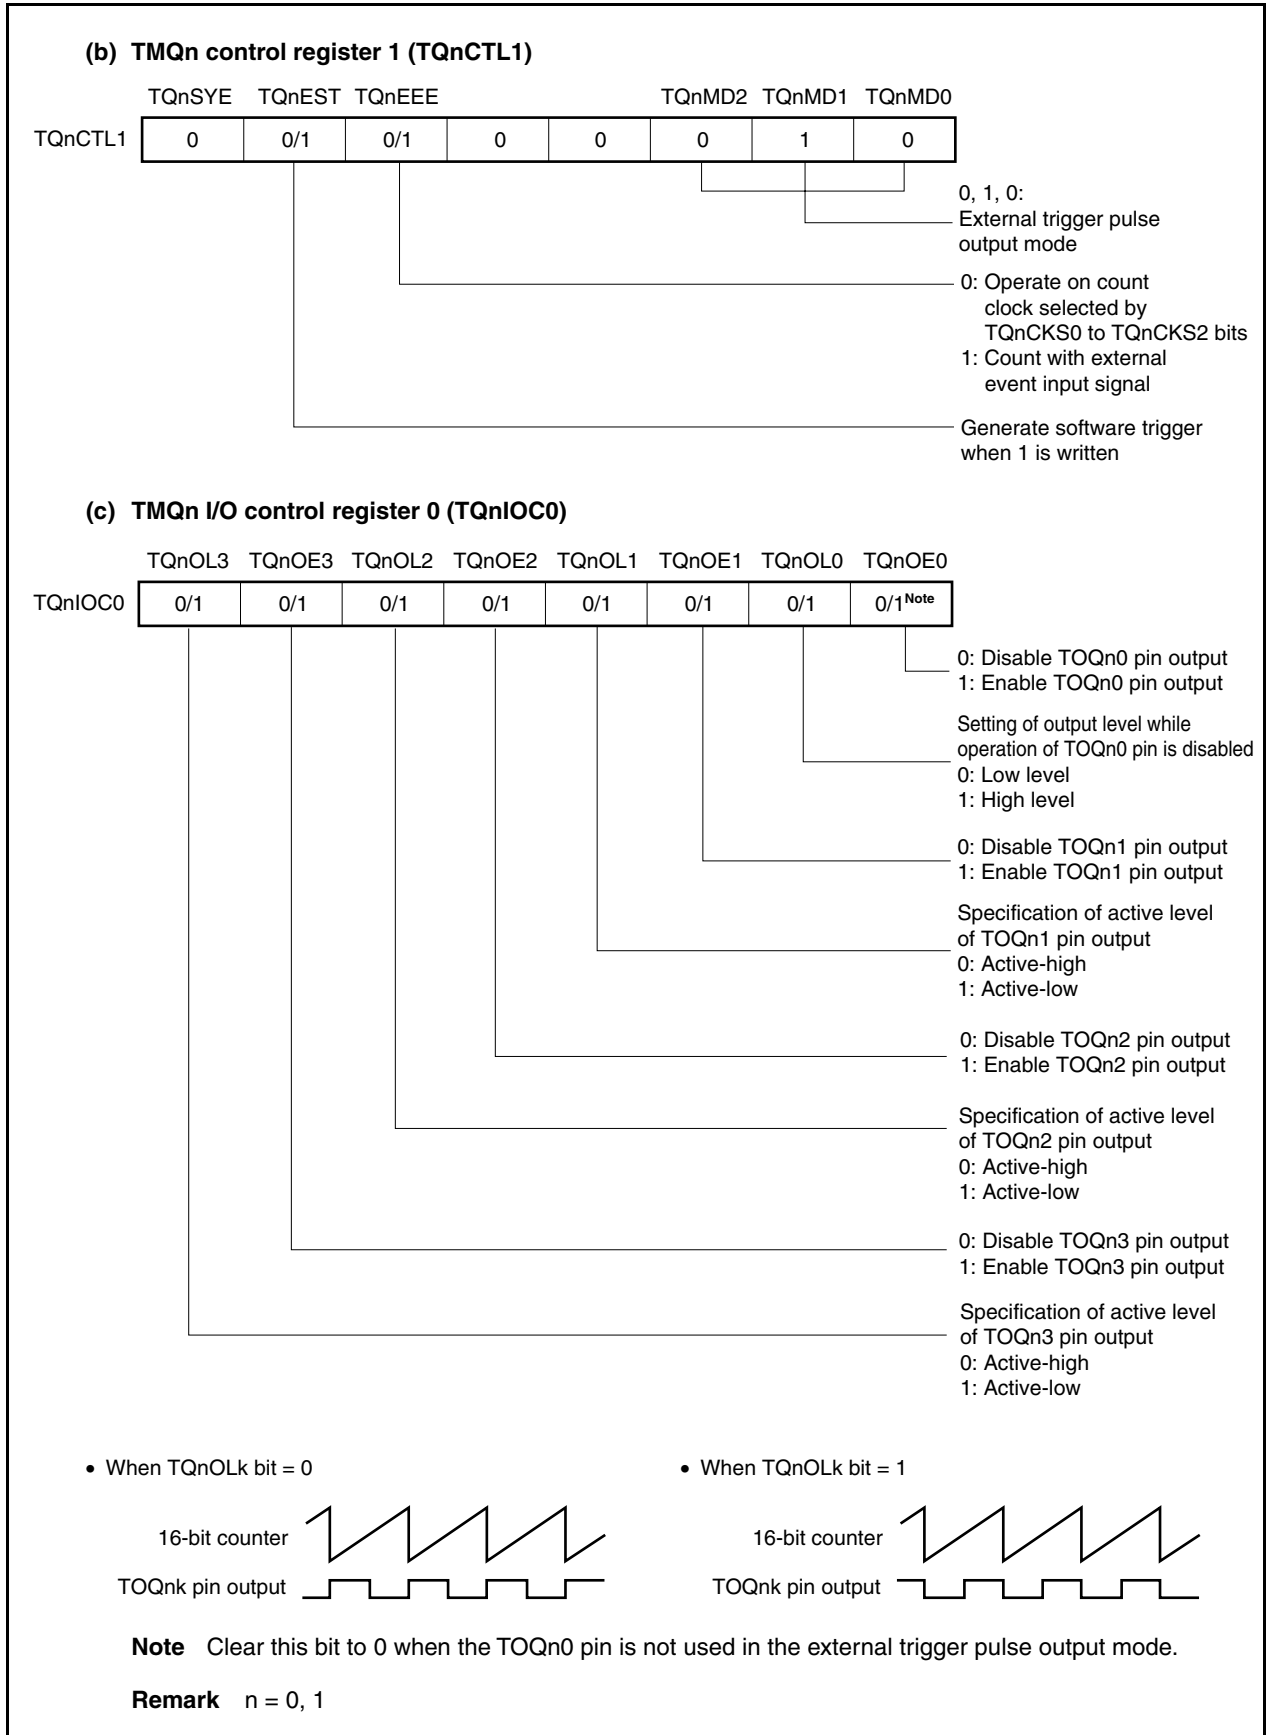 (b) TMQn control register 1 (TQnCTL1)
TQnSYE TQnEST TQnEEE TQnMD2 TQnMD1 TQnMD0
TQnCTL1 0 0/1 0/1 0 0 0 1 0
0, 1, 0:
External trigger pulse
output mode
0: Operate on count
clock selected by
TQnCKS0 to TQnCKS2 bits
1: Count with external
event input signal
Generate software trigger
when 1 is written
(c) TMQn I/O control register 0 (TQnIOC0)
TQnOL3 TQnOE3 TQnOL2 TQnOE2 TQnOL1 TQnOE1 TQnOL0 TQnOE0
TQnIOC0 0/1 0/1 0/1 0/1 0/1 0/1 0/1 0/1Note
0: Disable TOQn0 pin output
1: Enable TOQn0 pin output
Setting of output level while
operation of TOQn0 pin is disabled
0: Low level
1: High level
0: Disable TOQn1 pin output
1: Enable TOQn1 pin output
Specification of active level
of TOQn1 pin output
0: Active-high
1: Active-low
0: Disable TOQn2 pin output
1: Enable TOQn2 pin output
Specification of active level
of TOQn2 pin output
0: Active-high
1: Active-low
0: Disable TOQn3 pin output
1: Enable TOQn3 pin output
Specification of active level
of TOQn3 pin output
0: Active-high
1: Active-low
• When TQnOLk bit = 0
16-bit counter
TOQnk pin output
• When TQnOLk bit = 1
16-bit counter
TOQnk pin output
Note Clear this bit to 0 when the TOQn0 pin is not used in the external trigger pulse output mode.
Remark n = 0, 1